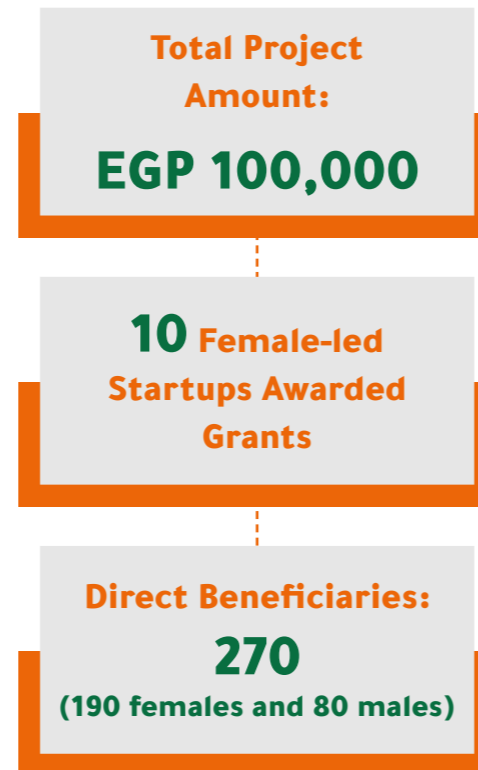 Total Project
Amount:
EGP 100,000
10 Female-led
Startups Awarded
Grants
Direct Beneficiaries:
270
(190 females and 80 males)